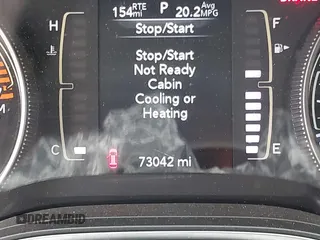 154 RTE mi P 20.2 Avg MPG
H Stop/Start F
Stop/Start
Not Ready
Cabin
Cooling or
Heating
C 73042 mi E
DREAMBID